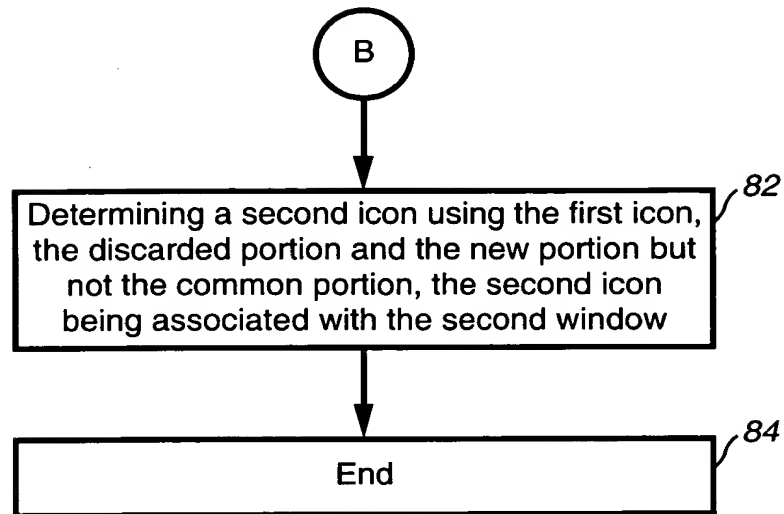 B
82
Determining a second icon using the first icon,
the discarded portion and the new portion but
not the common portion, the second icon
being associated with the second window
84
End